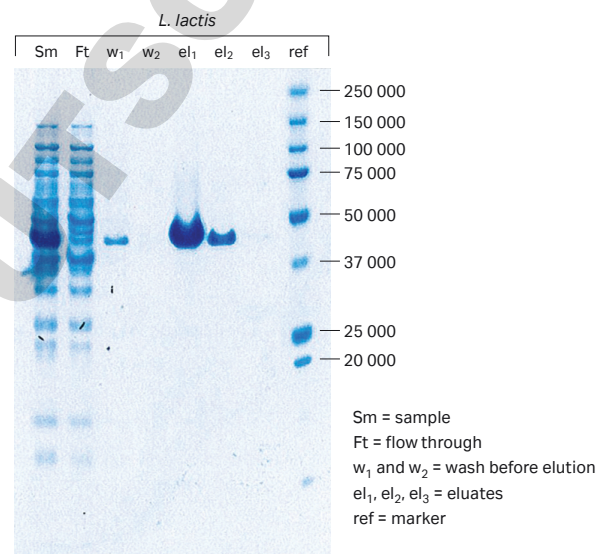 L. lactis
Sm Ft w₁ w₂ el₁ el₂ el₃ ref
250 000
150 000
100 000
75 000
50 000
37 000
25 000
20 000
Sm = sample
Ft = flow through
w₁ and w₂ = wash before elution
el₁, el₂, el₃ = eluates
ref = marker